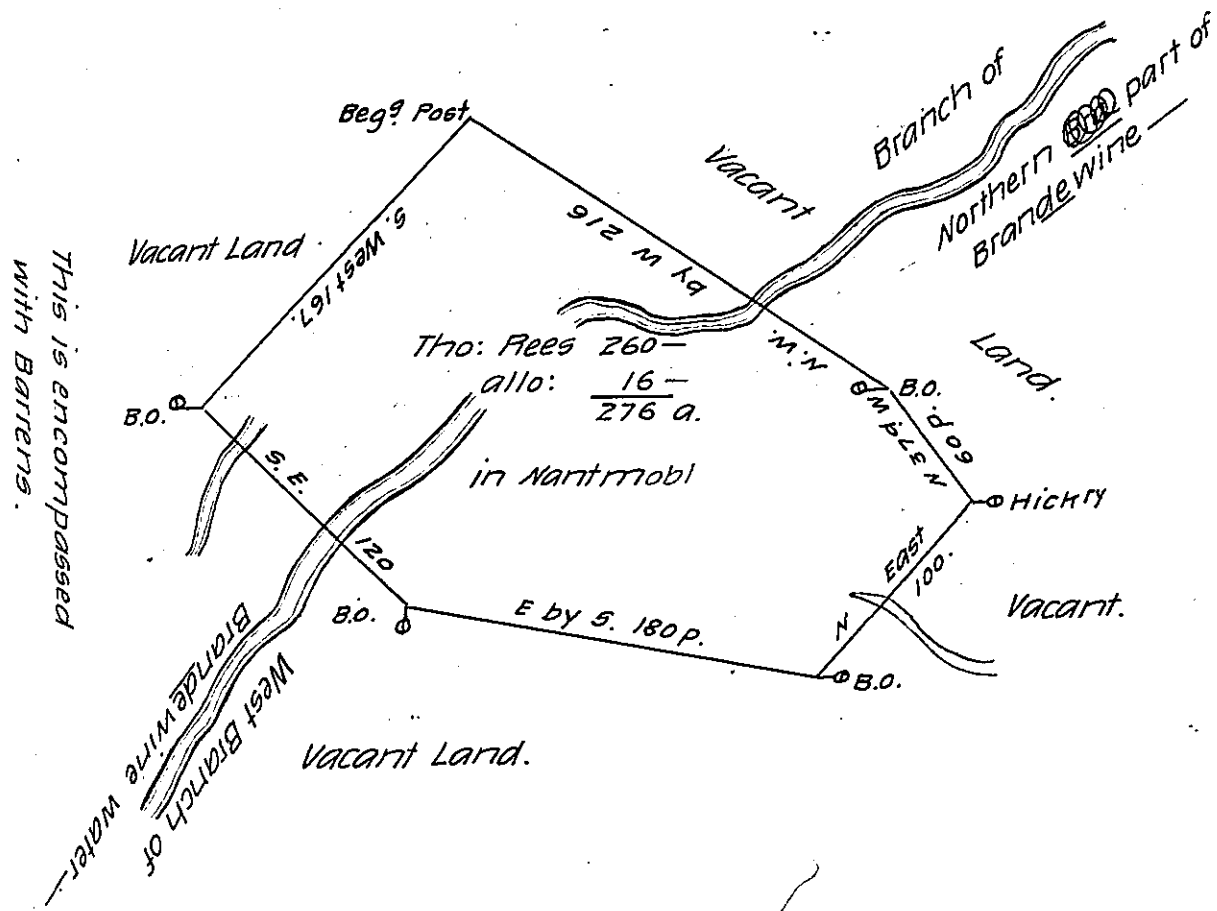 Begg. Post
Vacant
Branch of
Northern part of
Brandewine —
Land.
Vacant Land
S. West 167.
N.W. by W 216
This is encompassed
with Barrens.
Tho: Rees 260 —
allo: 16 —
276 a.
in Nantmobl
B.O.
B.O.
N 37d W
60 p.
Hickry
S. E. 120
N East 100.
Vacant.
B.O.
E by S. 180 p.
B.O.
West Branch of
Brandewine water —
Vacant Land.